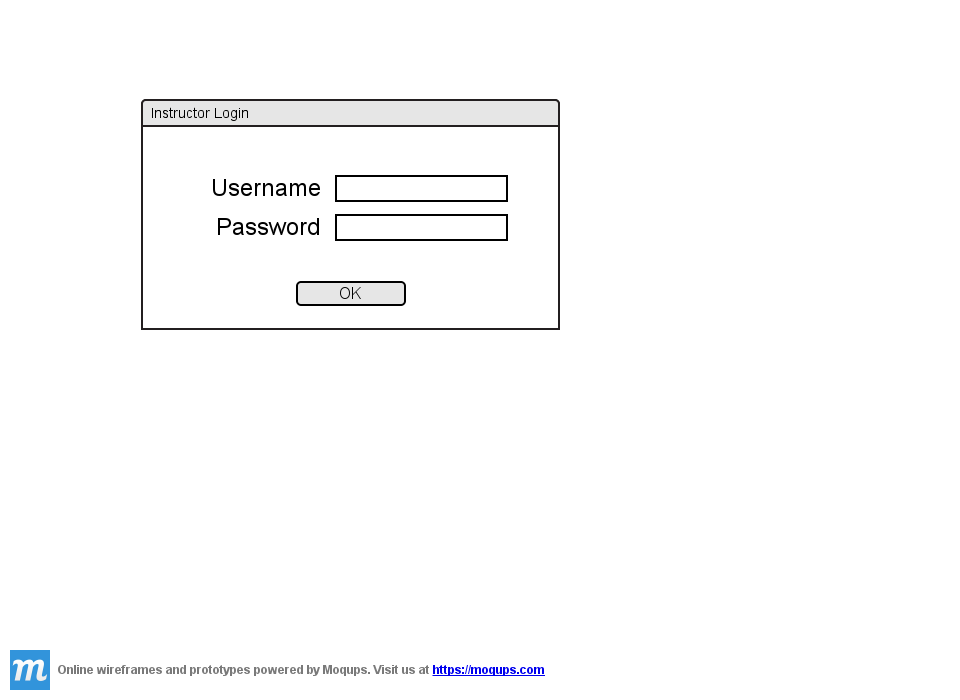 Instructor Login
Username
Password
OK
m Online wireframes and prototypes powered by Moqups. Visit us at https://moqups.com